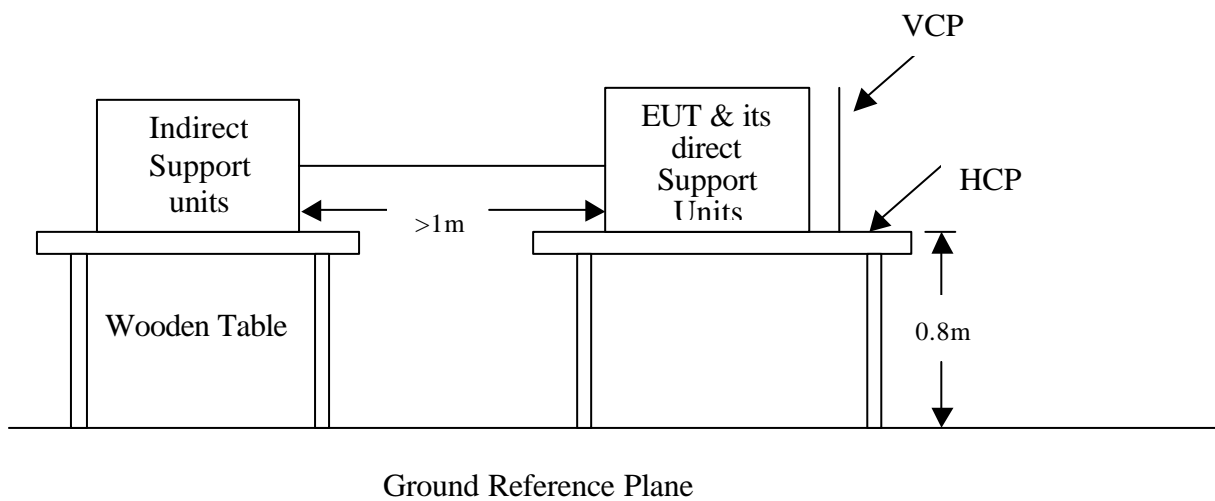 VCP
Indirect
Support
units
EUT & its
direct
Support
Units
HCP
>1m
Wooden Table
0.8m
Ground Reference Plane